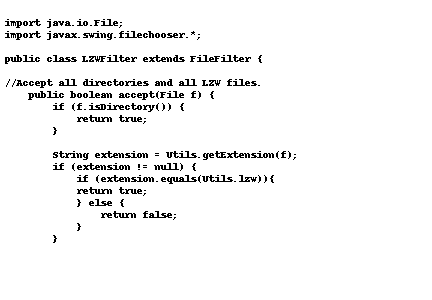 import java.io.File;
import javax.swing.filechooser.*;
public class LZWFilter extends FileFilter {
//Accept all directories and all LZW files.
public boolean accept(File f) {
if (f.isDirectory()) {
return true;
}
String extension = Utils.getExtension(f);
if (extension != null) {
if (extension.equals(Utils.lzw)){
return true;
} else {
return false;
}
}